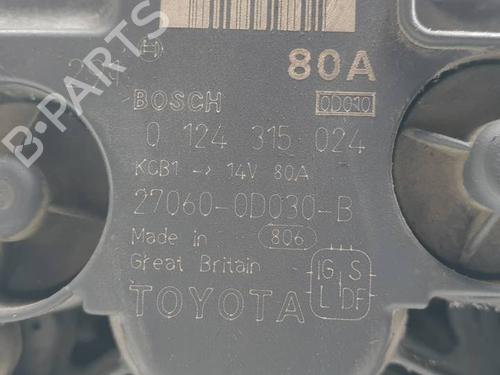 80A
BOSCH
0D010
0 124 315 024
KCB1 → 14V 80A
27060-0D030-B
Made in
806
Great Britain
IG S
L DF
TOYOTA
B-PARTS